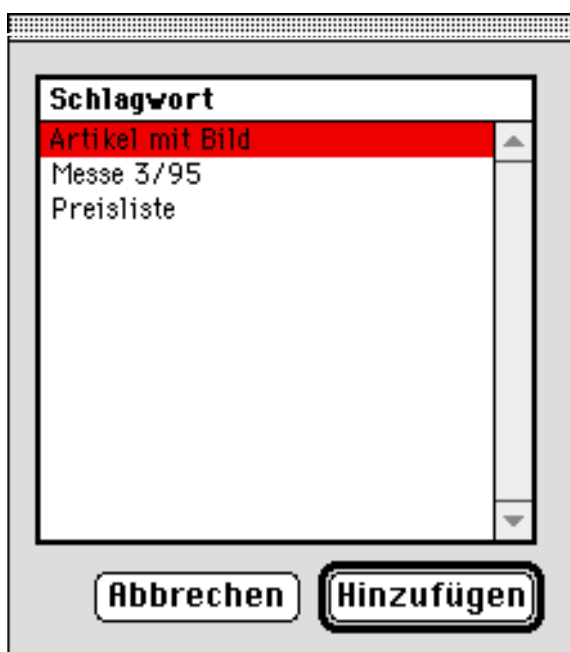 Schlagwort
Artikel mit Bild
Messe 3/95
Preisliste
Abbrechen Hinzufügen